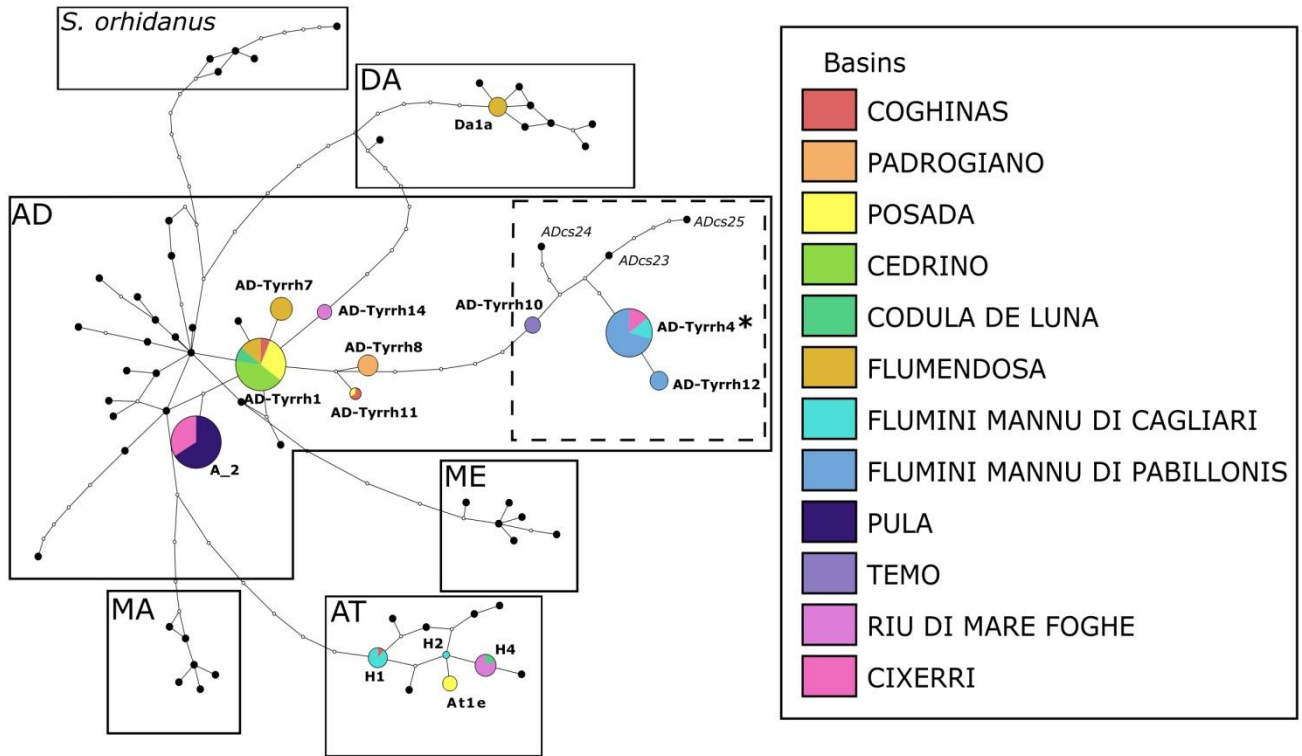 S. orhidanus
DA
Da1a
AD
ADcs24
ADcs25
ADcs23
AD-Tyrrh7
AD-Tyrrh14
AD-Tyrrh10
AD-Tyrrh4*
AD-Tyrrh8
AD-Tyrrh12
AD-Tyrrh1
AD-Tyrrh11
A_2
ME
MA
AT
H2
H4
H1
At1e
Basins
COGHINAS
PADROGIANO
POSADA
CEDRINO
CODULA DE LUNA
FLUMENDOSA
FLUMINI MANNU DI CAGLIARI
FLUMINI MANNU DI PABILLONIS
PULA
TEMO
RIU DI MARE FOGHE
CIXERRI